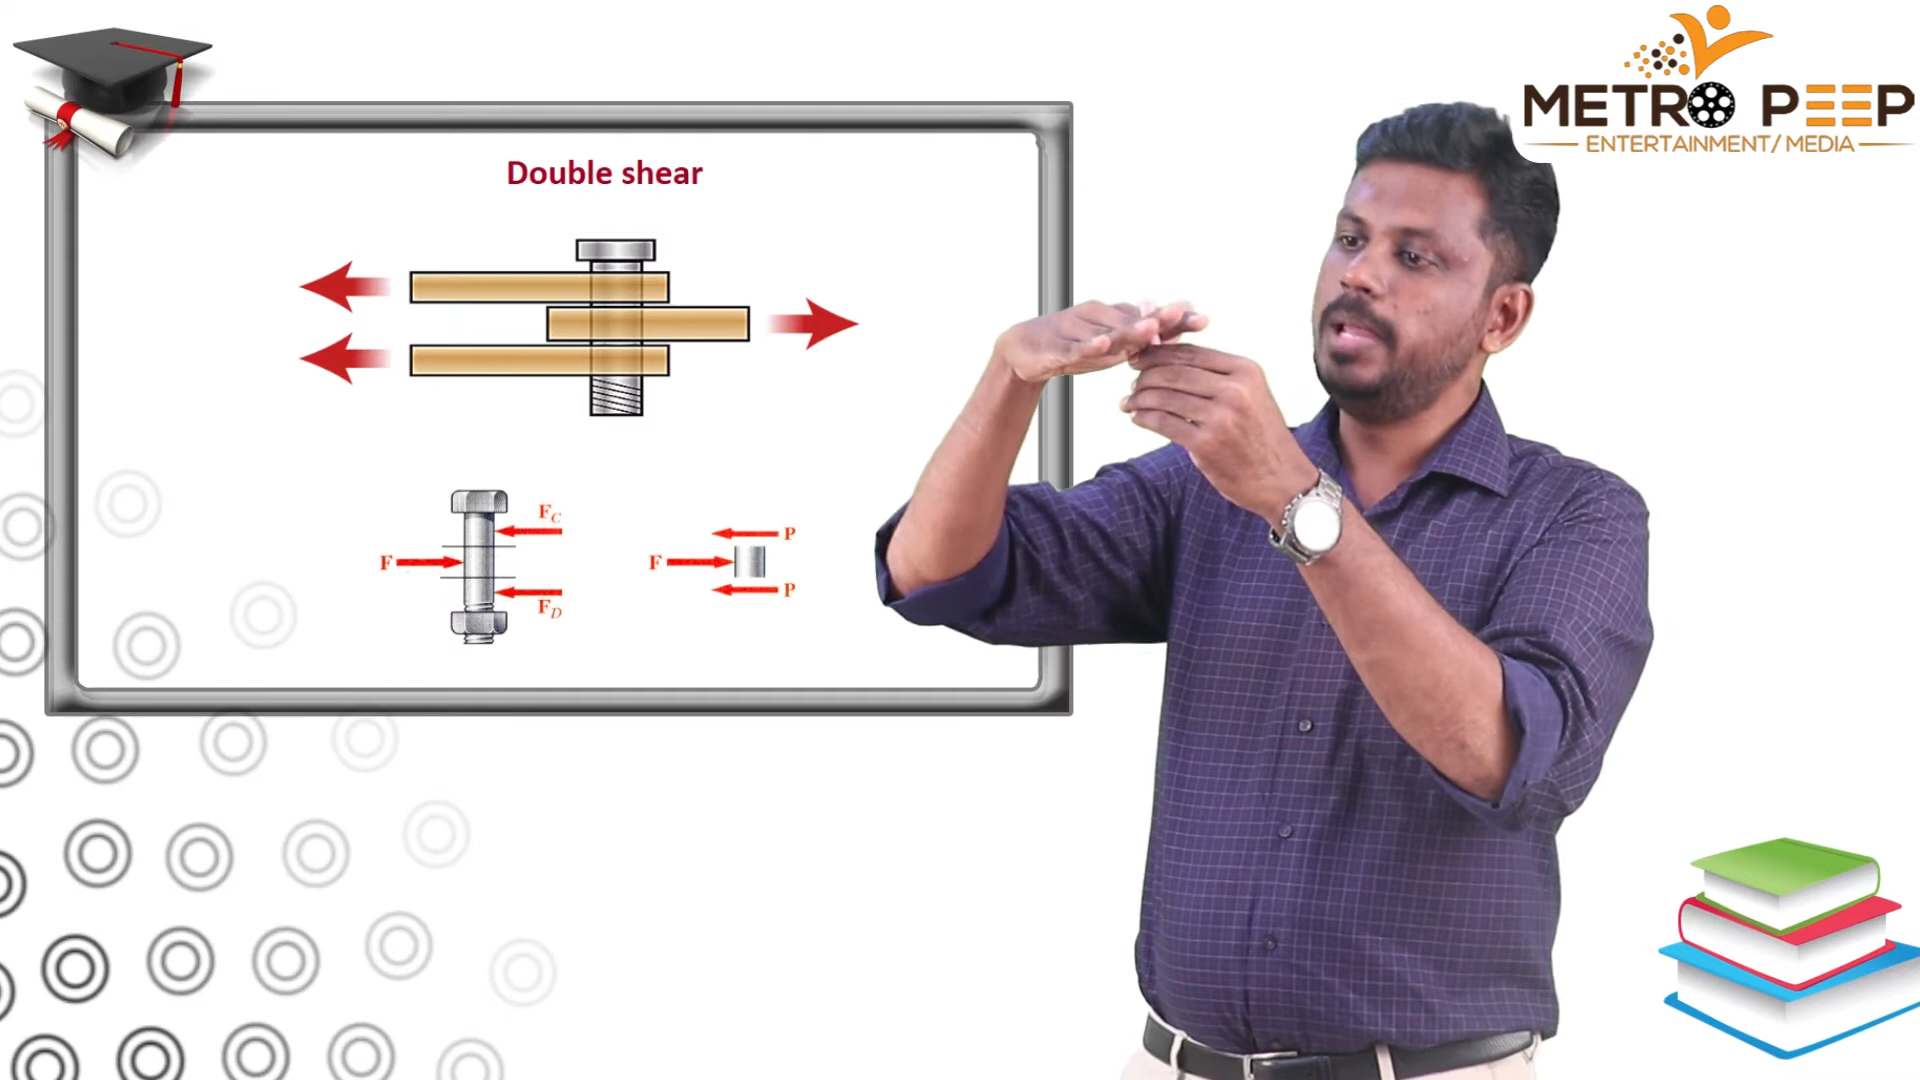 METRO PEEP
ENTERTAINMENT/ MEDIA
Double shear
F_C
F
F_D
P
F
P